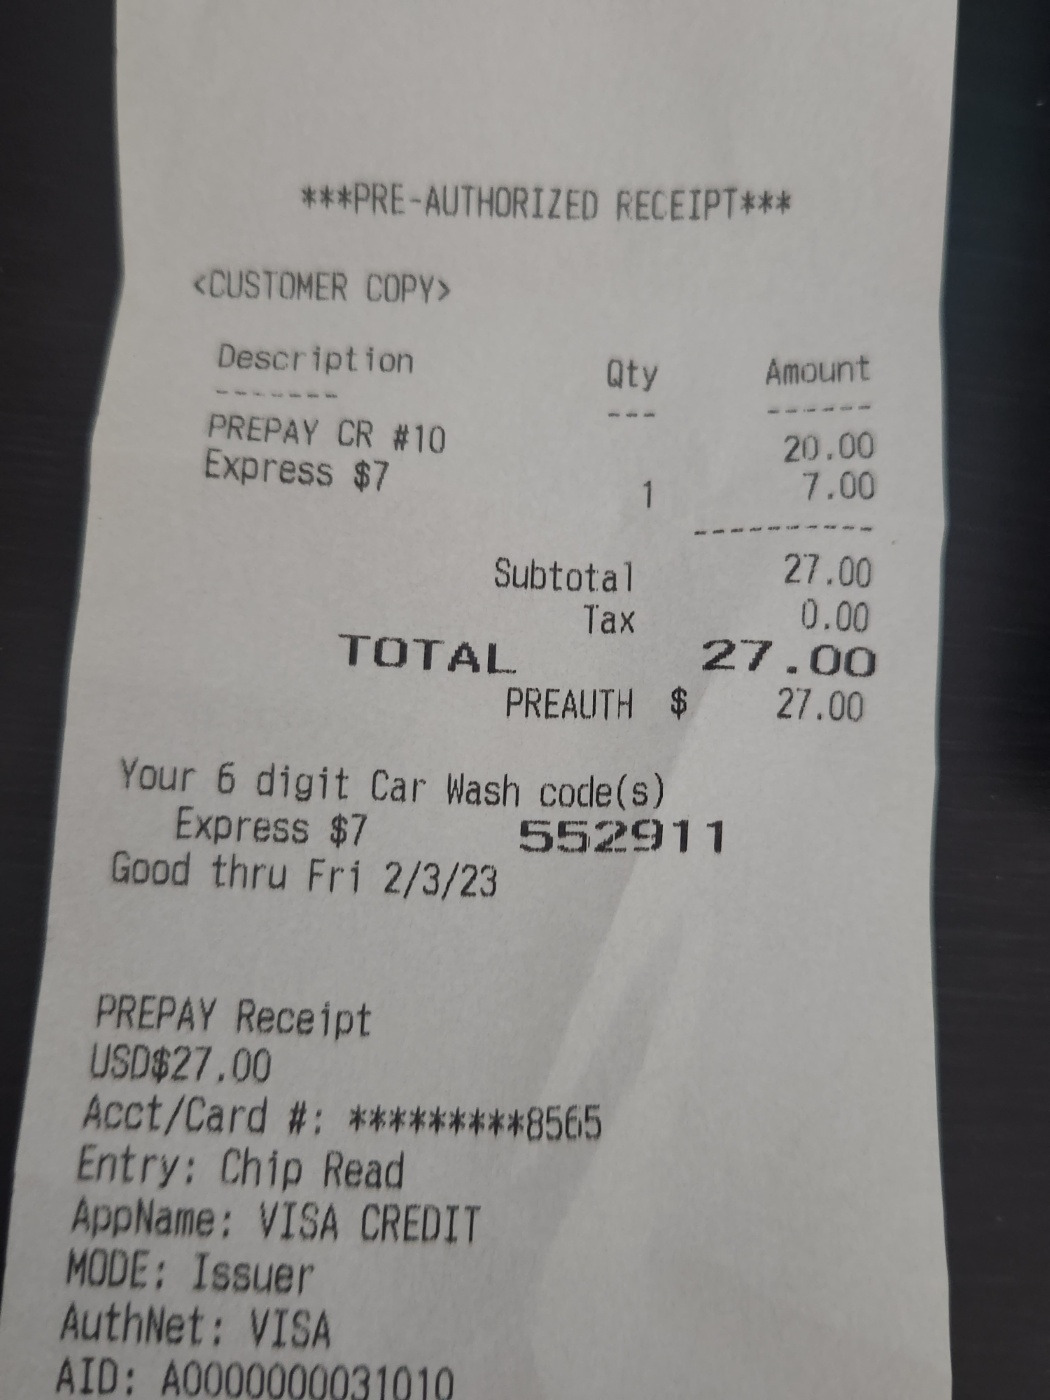 ***PRE-AUTHORIZED RECEIPT***
<CUSTOMER COPY>
Description Qty Amount
------- --- ------
PREPAY CR #10 20.00
Express $7 1 7.00
----------
Subtotal 27.00
Tax 0.00
TOTAL 27.00
PREAUTH $ 27.00
Your 6 digit Car Wash code(s)
Express $7 552911
Good thru Fri 2/3/23
PREPAY Receipt
USD$27.00
Acct/Card #: *********8565
Entry: Chip Read
AppName: VISA CREDIT
MODE: Issuer
AuthNet: VISA
AID: A0000000031010